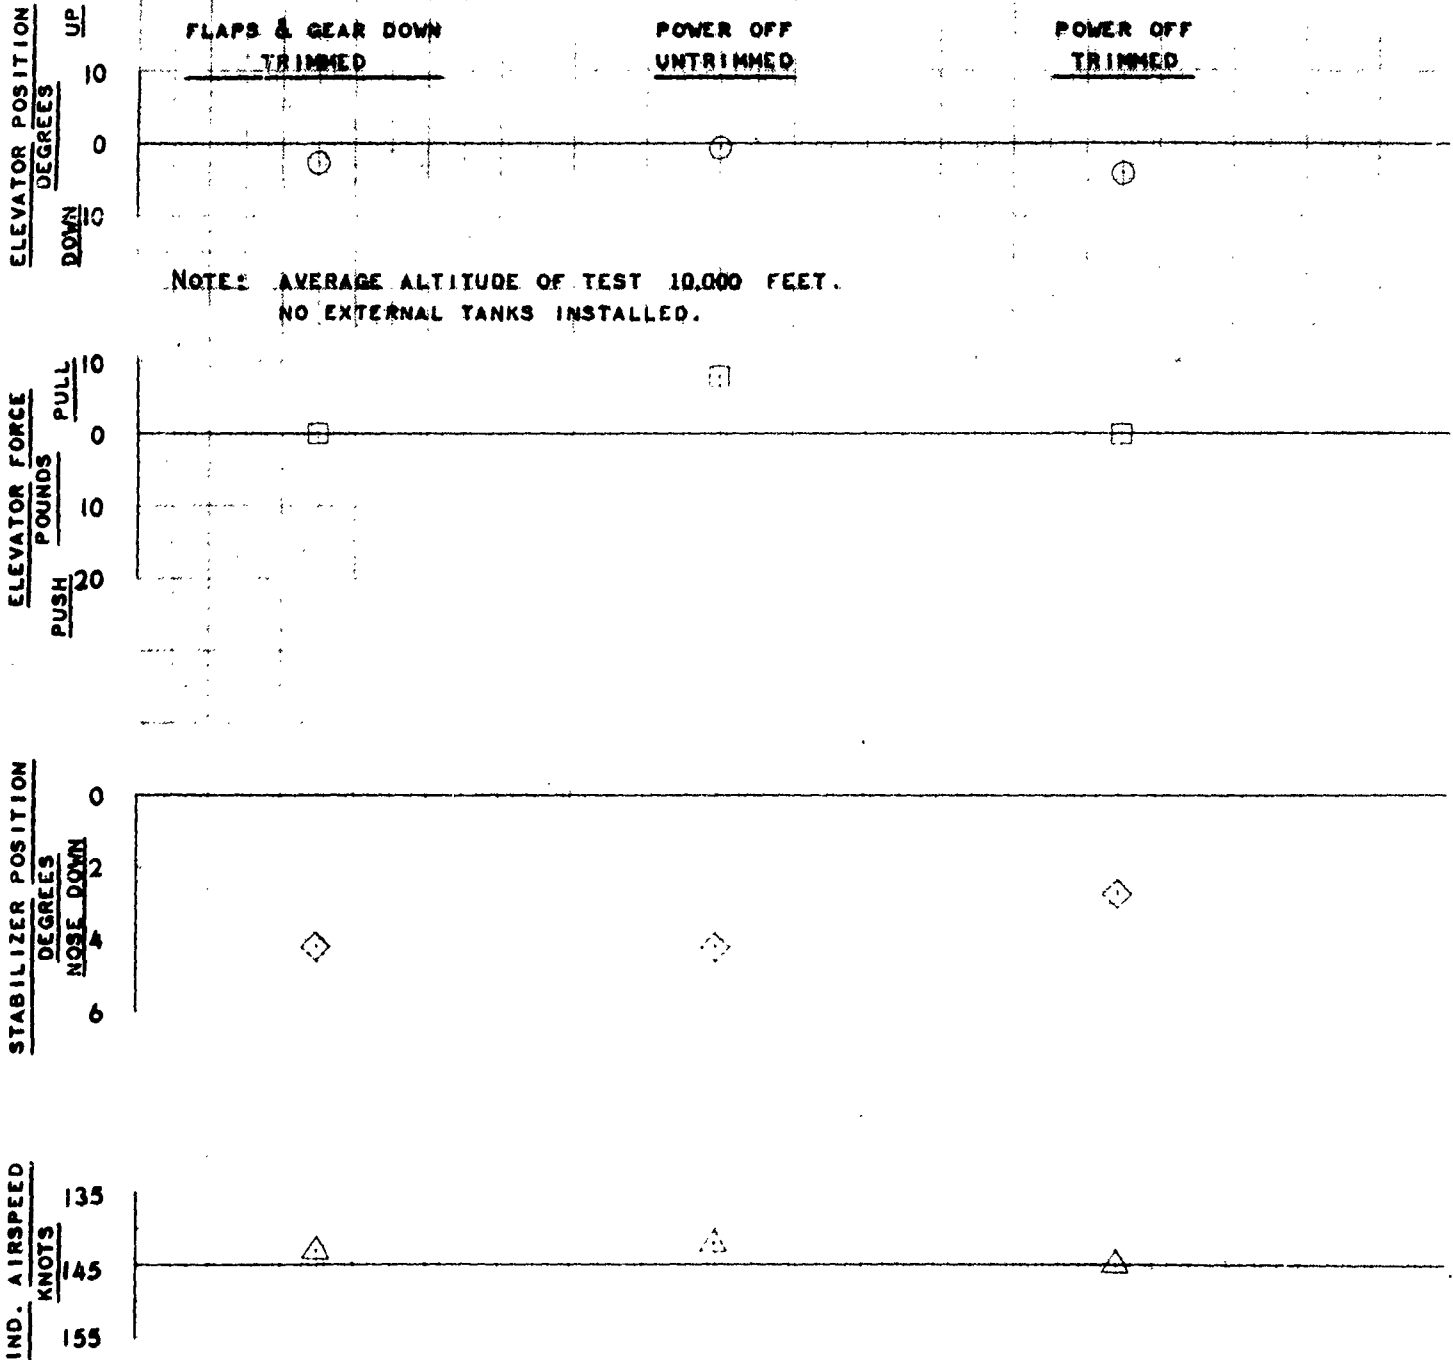 FLAPS & GEAR DOWN
TRIMMED
POWER OFF
UNTRIMMED
POWER OFF
TRIMMED
ELEVATOR POSITION
DEGREES
UP
DOWN
10
0
10
NOTE: AVERAGE ALTITUDE OF TEST 10,000 FEET.
NO EXTERNAL TANKS INSTALLED.
ELEVATOR FORCE
POUNDS
PULL
PUSH
10
0
10
20
STABILIZER POSITION
DEGREES
NOSE DOWN
0
2
4
6
IND. AIRSPEED
KNOTS
135
145
155